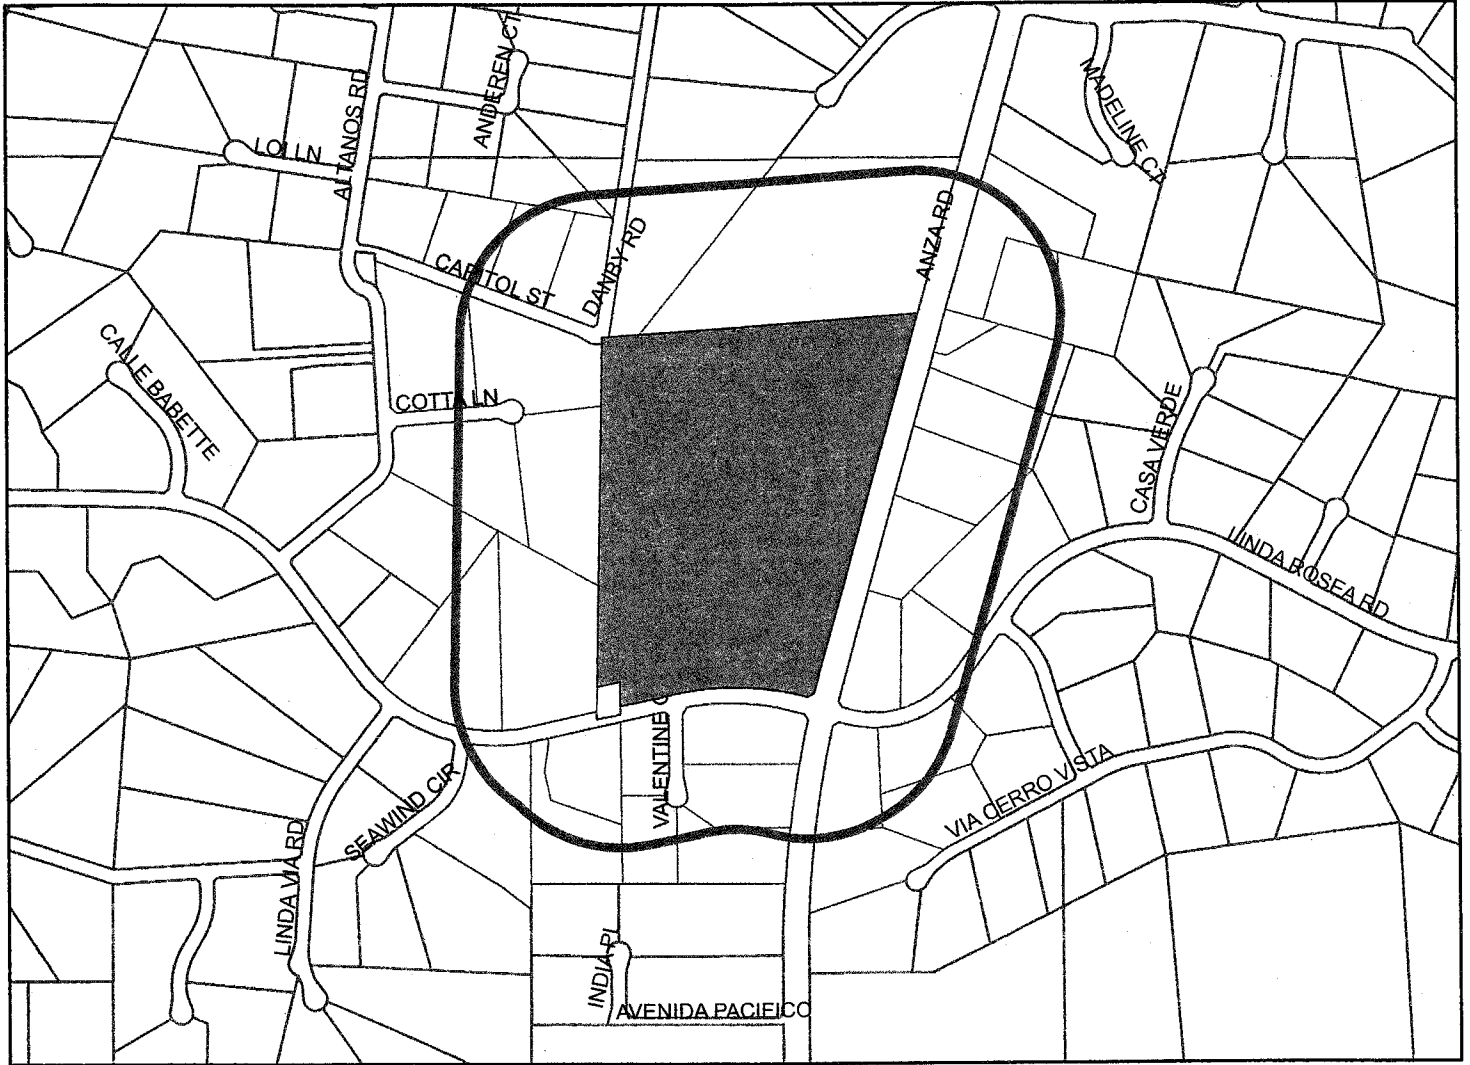 ANDEREN CT
MADELINE CT
ALTANOS RD
LOI LN
ANZA RD
DANBY RD
CAPITOL ST
CALLE BABETTE
COTTA LN
CASA VERDE
LINDA ROSEA RD
VALENTINE C
VIA CERRO VISTA
SEAWIND CIR
LINDA VIA RD
INDIA PL
AVENIDA PACIFICO